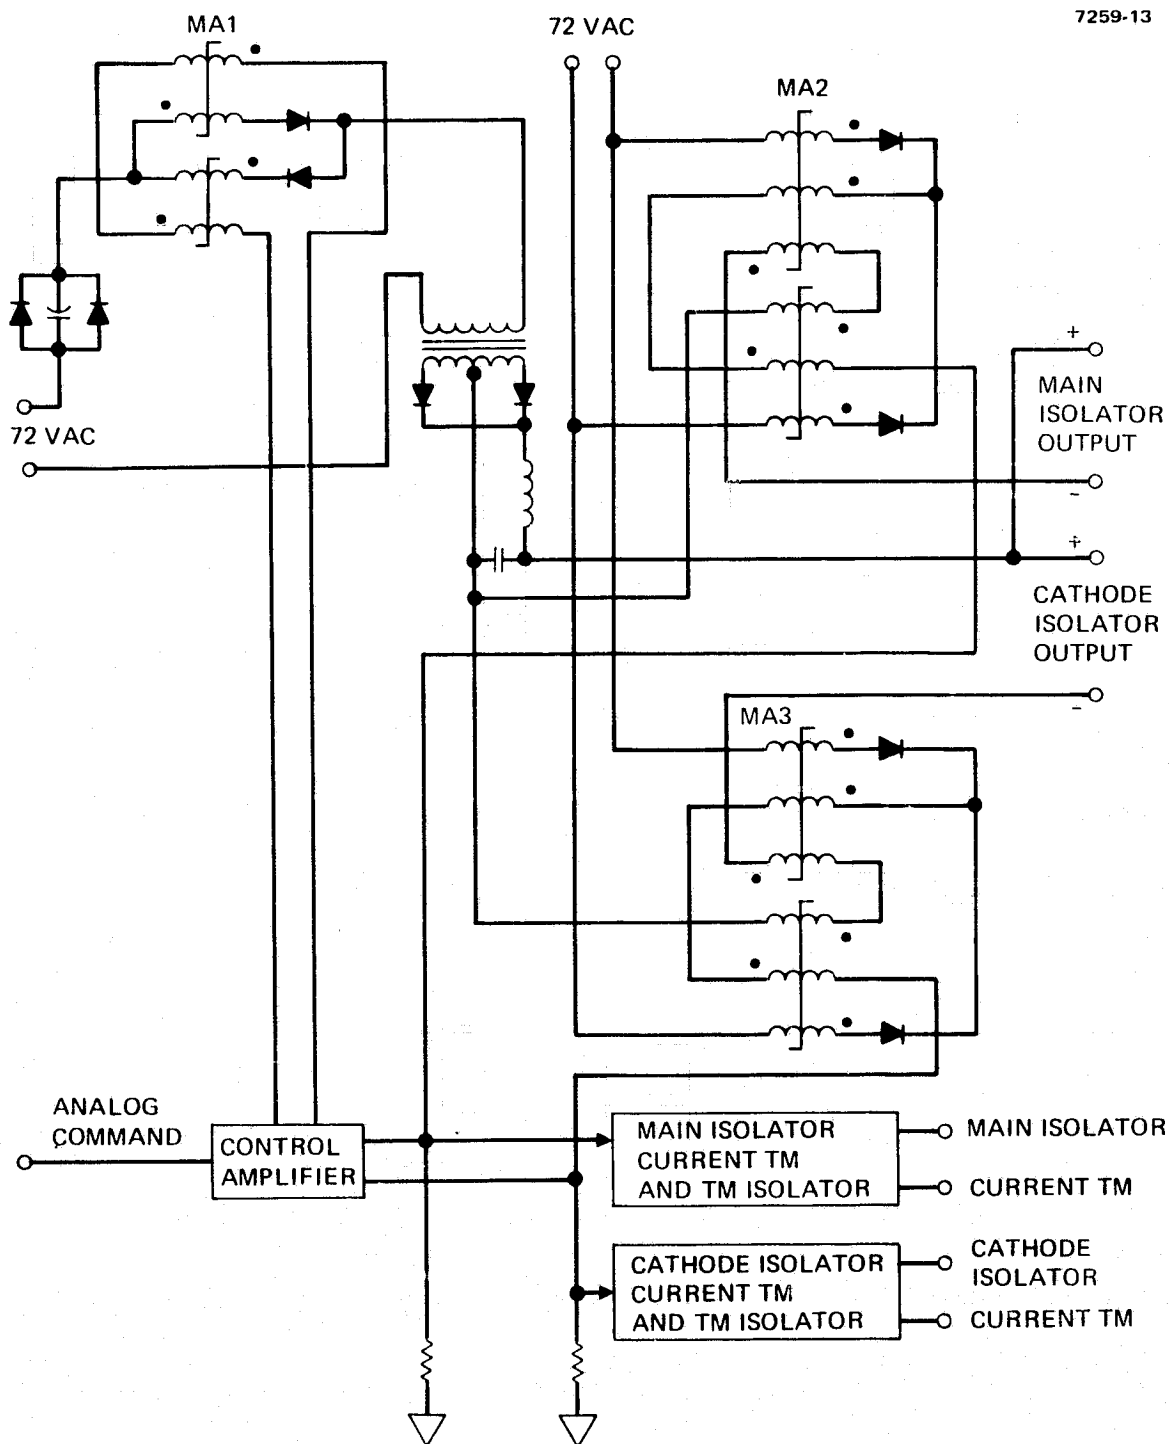 7259-13
MA1
72 VAC
MA2
+
MAIN
ISOLATOR
OUTPUT
-
72 VAC
+
CATHODE
ISOLATOR
OUTPUT
-
MA3
ANALOG
COMMAND
CONTROL
AMPLIFIER
MAIN ISOLATOR
CURRENT TM
AND TM ISOLATOR
MAIN ISOLATOR
CURRENT TM
CATHODE ISOLATOR
CURRENT TM
AND TM ISOLATOR
CATHODE
ISOLATOR
CURRENT TM